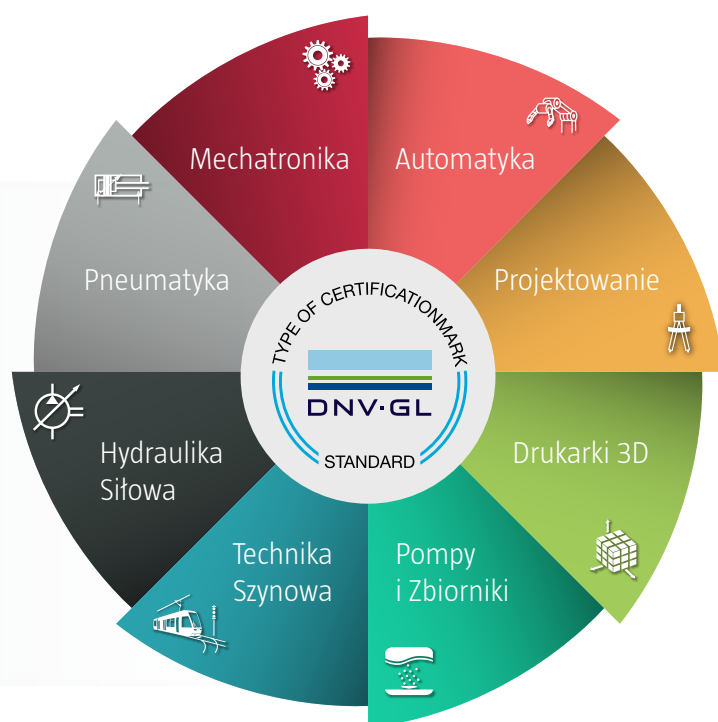 Mechatronika
Automatyka
Pneumatyka
Projektowanie
TYPE OF CERTIFICATIONMARK
DNV·GL
STANDARD
Hydraulika
Siłowa
Drukarki 3D
Technika
Szynowa
Pompy
i Zbiorniki